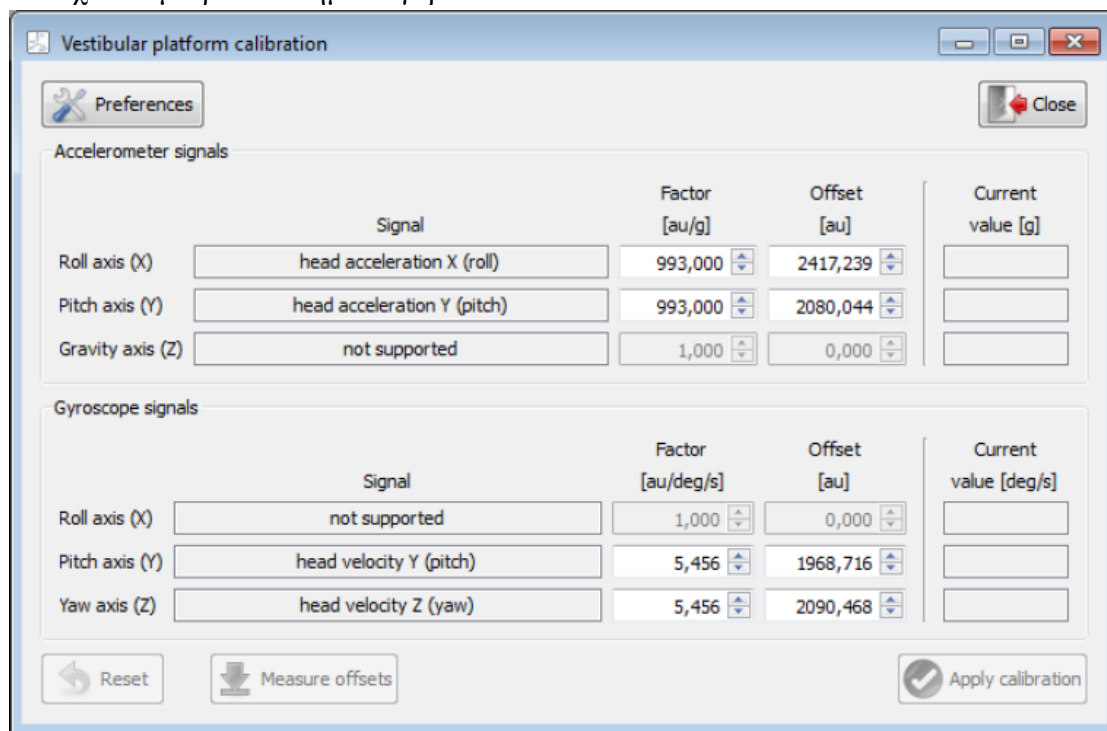 Vestibular platform calibration
Preferences
Close
Accelerometer signals
Factor Offset Current
Signal [au/g] [au] value [g]
Roll axis (X) head acceleration X (roll) 993,000 2417,239
Pitch axis (Y) head acceleration Y (pitch) 993,000 2080,044
Gravity axis (Z) not supported 1,000 0,000
Gyroscope signals
Factor Offset Current
Signal [au/deg/s] [au] value [deg/s]
Roll axis (X) not supported 1,000 0,000
Pitch axis (Y) head velocity Y (pitch) 5,456 1968,716
Yaw axis (Z) head velocity Z (yaw) 5,456 2090,468
Reset Measure offsets Apply calibration